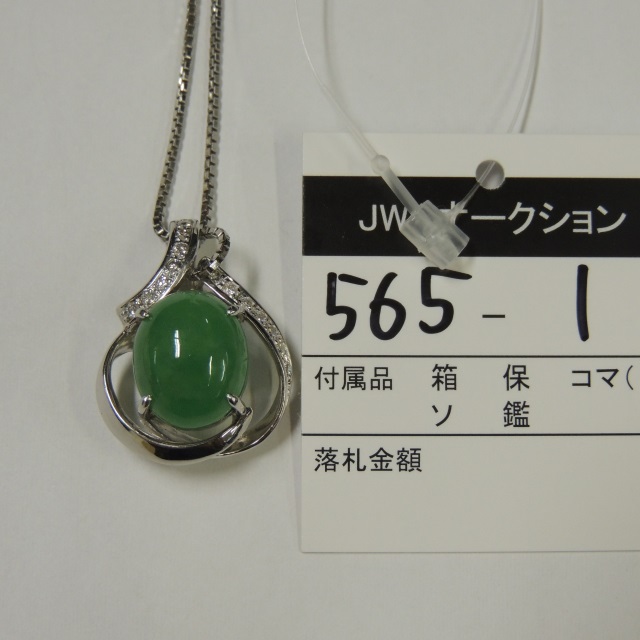 JW オークション
565-1
付属品 箱 保 コマ(
ソ 鑑
落札金額